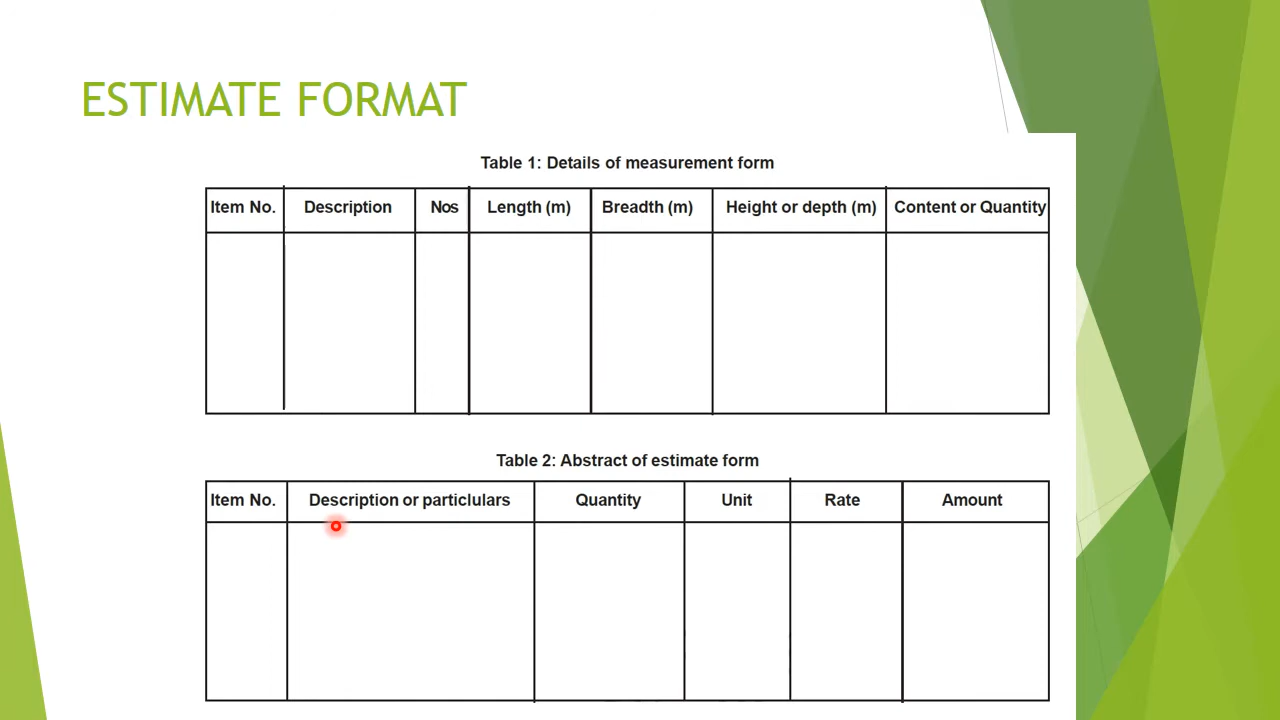 ESTIMATE FORMAT
Table 1: Details of measurement form
Item No. Description Nos Length (m) Breadth (m) Height or depth (m) Content or Quantity
Table 2: Abstract of estimate form
Item No. Description or particlulars Quantity Unit Rate Amount